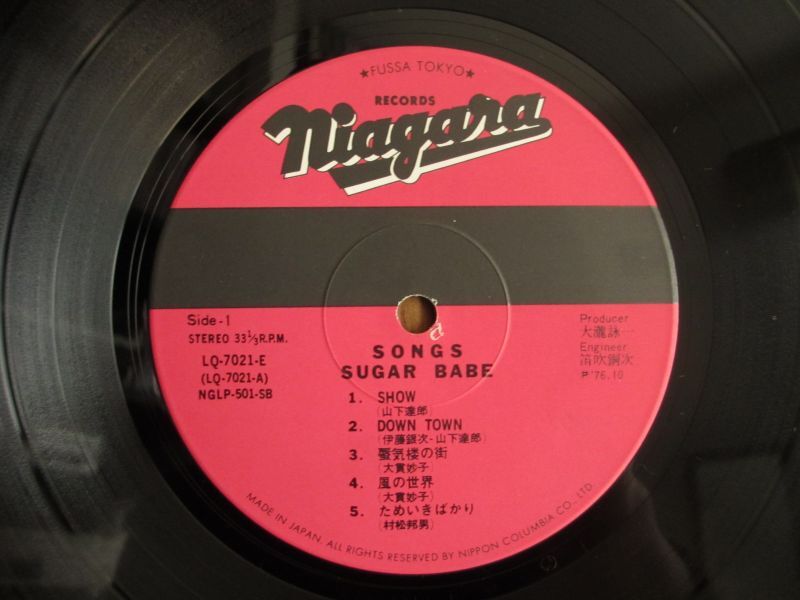 ★FUSSA TOKYO★
RECORDS
Niagara
Side-1
STEREO 33⅓R.P.M.
LQ-7021-E
(LQ-7021-A)
NGLP-501-SB
Producer
大瀧詠一
Engineer
笛吹銅次
℗'76.10
SONGS
SUGAR BABE
1. SHOW
(山下達郎)
2. DOWN TOWN
(伊藤銀次-山下達郎)
3. 蜃気楼の街
(大貫妙子)
4. 風の世界
(大貫妙子)
5. ためいきばかり
(村松邦男)
MADE IN JAPAN. ALL RIGHTS RESERVED BY NIPPON COLUMBIA CO., LTD.